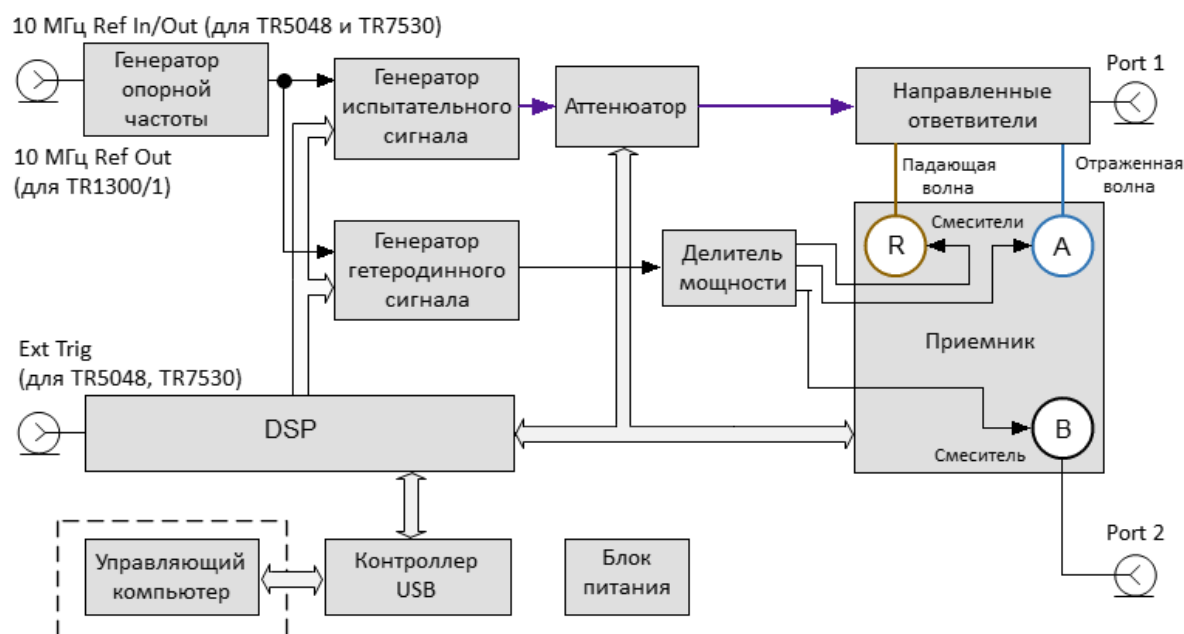 10 МГц Ref In/Out (для TR5048 и TR7530)
Генератор
опорной
частоты
10 МГц Ref Out
(для TR1300/1)
Генератор
испытательного
сигнала
Аттенюатор
Направленные
ответвители
Port 1
Падающая
волна
Отраженная
волна
Генератор
гетеродинного
сигнала
Делитель
мощности
Смесители
R
A
Приемник
B
Смеситель
Ext Trig
(для TR5048, TR7530)
DSP
Управляющий
компьютер
Контроллер
USB
Блок
питания
Port 2